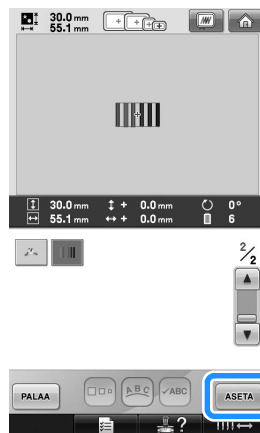 30.0 mm
55.1 mm
30.0 mm + 0.0 mm 0°
55.1 mm + 0.0 mm 6
2/2
PALAA ABC ✓ABC ASETA
?